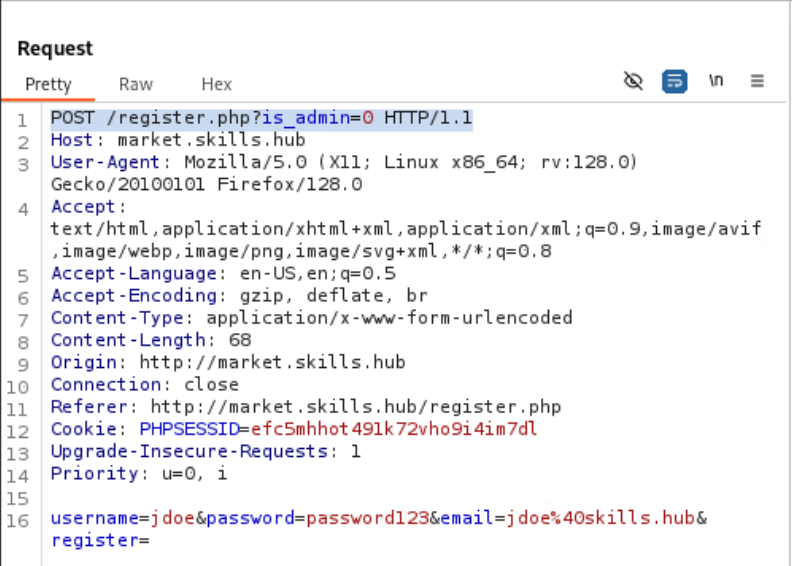 Request
Pretty Raw Hex \n
1 POST /register.php?is_admin=0 HTTP/1.1
2 Host: market.skills.hub
3 User-Agent: Mozilla/5.0 (X11; Linux x86_64; rv:128.0)
Gecko/20100101 Firefox/128.0
4 Accept:
text/html,application/xhtml+xml,application/xml;q=0.9,image/avif
,image/webp,image/png,image/svg+xml,*/*;q=0.8
5 Accept-Language: en-US,en;q=0.5
6 Accept-Encoding: gzip, deflate, br
7 Content-Type: application/x-www-form-urlencoded
8 Content-Length: 68
9 Origin: http://market.skills.hub
10 Connection: close
11 Referer: http://market.skills.hub/register.php
12 Cookie: PHPSESSID=efc5mhhot491k72vho9i4im7dl
13 Upgrade-Insecure-Requests: 1
14 Priority: u=0, i
15
16 username=jdoe&password=password123&email=jdoe%40skills.hub&
register=